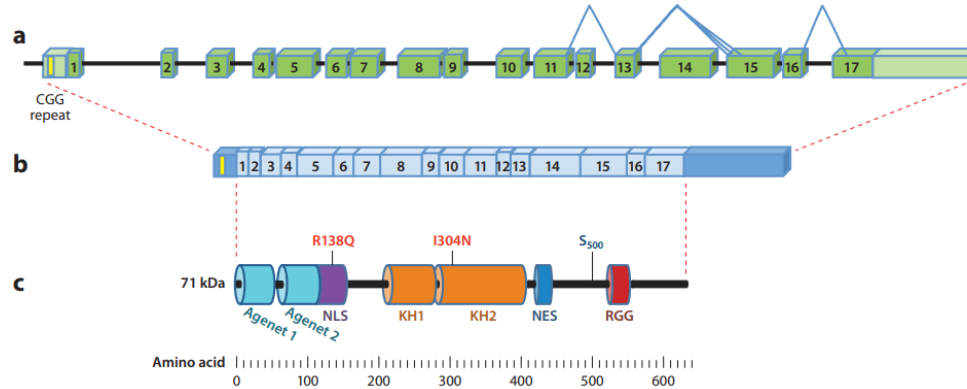 a
1 2 3 4 5 6 7 8 9 10 11 12 13 14 15 16 17
CGG
repeat
b
1 2 3 4 5 6 7 8 9 10 11 12 13 14 15 16 17
R138Q I304N S500
c
71 kDa
Agenet 1 Agenet 2 NLS KH1 KH2 NES RGG
Amino acid
0 100 200 300 400 500 600